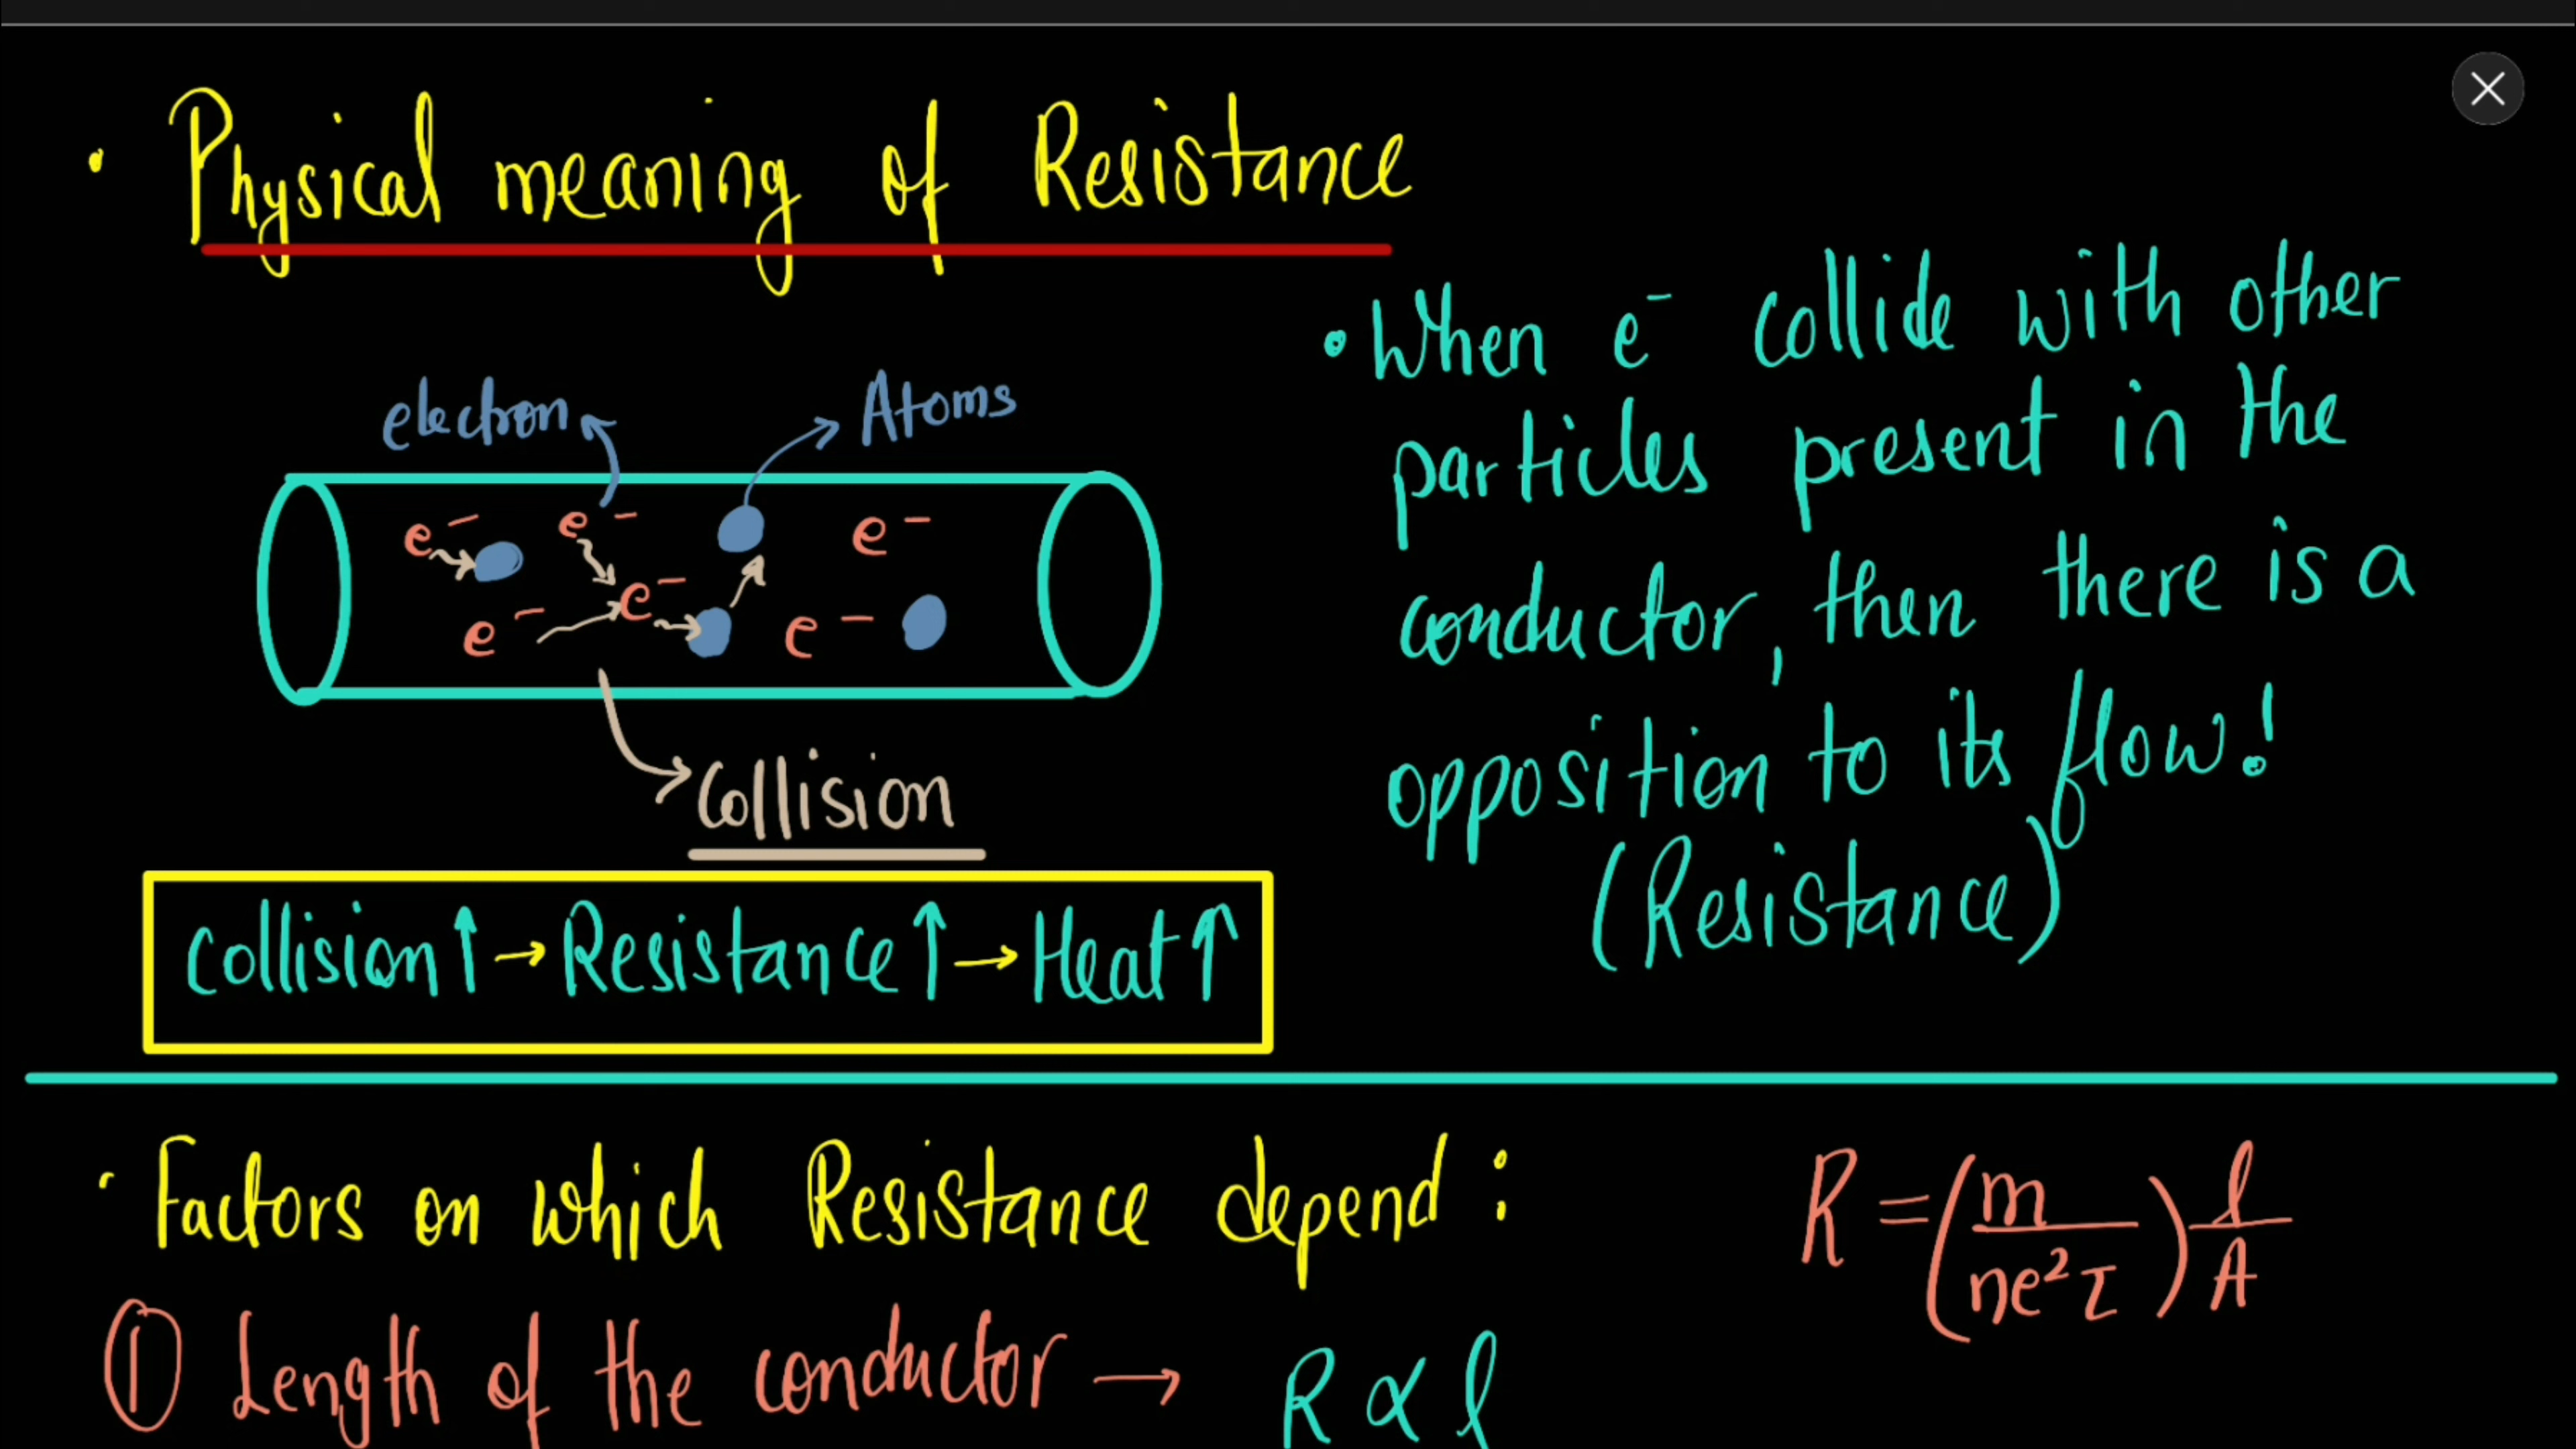 • Physical meaning of Resistance
• When e⁻ collide with other
particles present in the
conductor, then there is a
opposition to its flow!
(Resistance)
electron
Atoms
e⁻ e⁻ e⁻
e⁻ e⁻ e⁻
Collision
Collision ↑ → Resistance ↑ → Heat ↑
• Factors on which Resistance depend :
R = (m/ne²τ) l/A
① Length of the conductor → R ∝ l